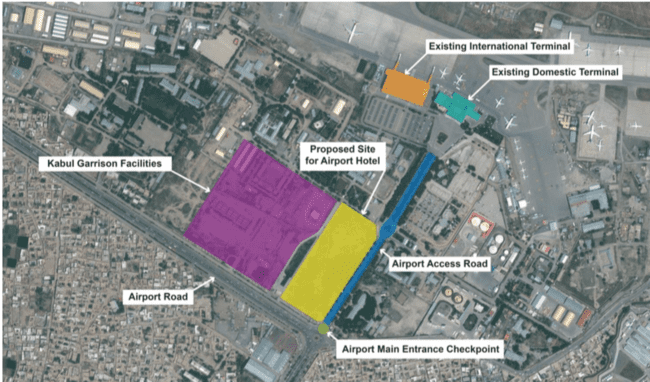 Existing International Terminal
Existing Domestic Terminal
Proposed Site
for Airport Hotel
Kabul Garrison Facilities
Airport Access Road
Airport Road
Airport Main Entrance Checkpoint